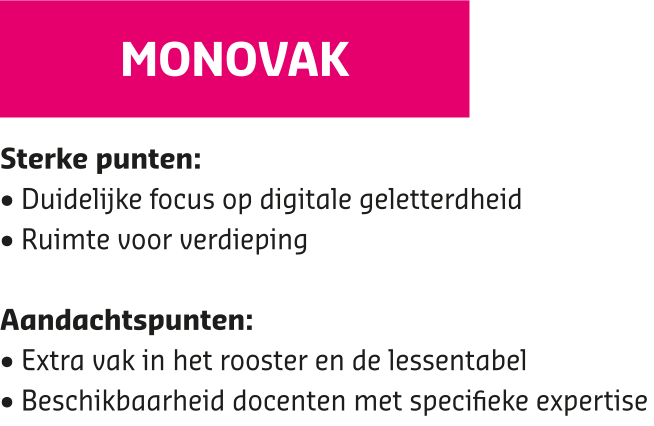 MONOVAK
Sterke punten:
• Duidelijke focus op digitale geletterdheid
• Ruimte voor verdieping
Aandachtspunten:
• Extra vak in het rooster en de lessentabel
• Beschikbaarheid docenten met specifieke expertise